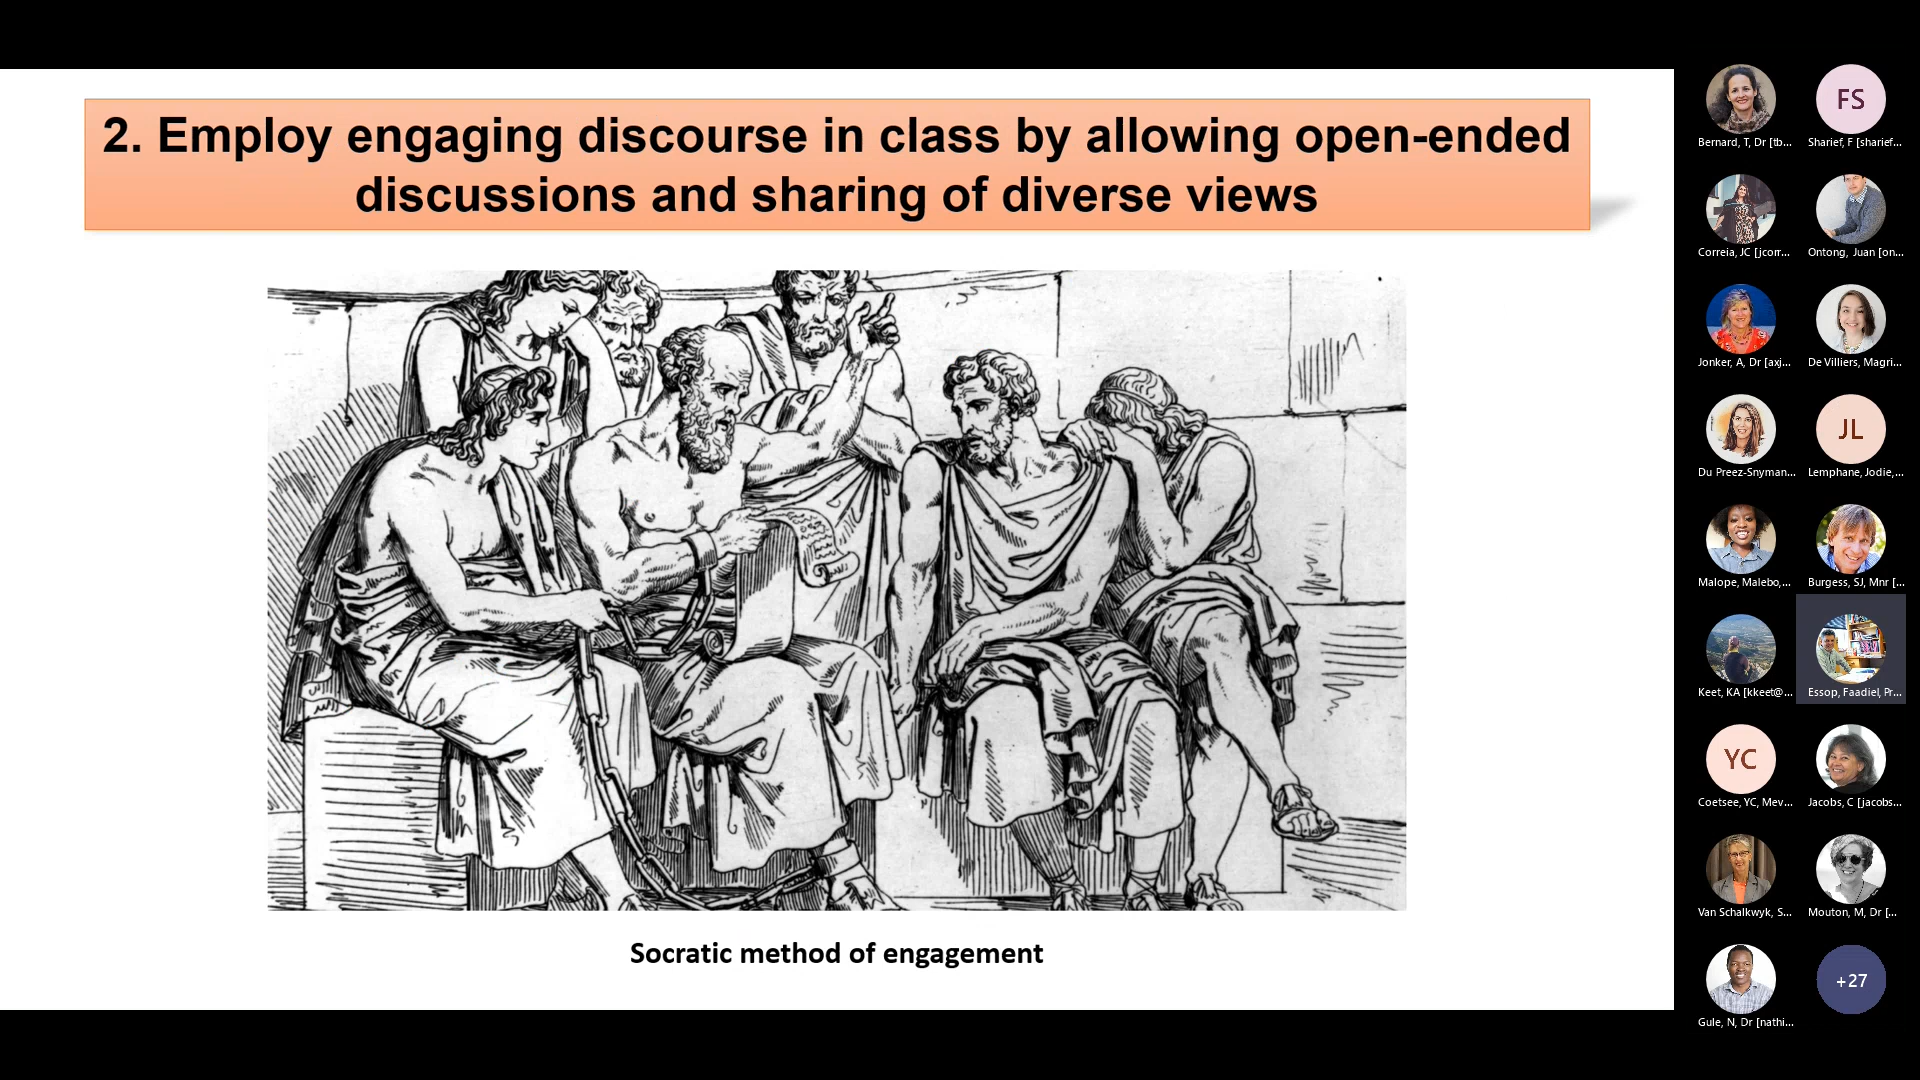 2. Employ engaging discourse in class by allowing open-ended
discussions and sharing of diverse views
Socratic method of engagement
Bernard, T, Dr [tb...
FS
Sharief, F [sharief...
Correia, JC [jcorr...
Ontong, Juan [on...
Jonker, A, Dr [axj...
De Villiers, Magri...
Du Preez-Snyman...
JL
Lemphane, Jodie,...
Malope, Malebo,...
Burgess, SJ, Mnr [...
Keet, KA [kkeet@...
Essop, Faadiel, Pr...
YC
Coetsee, YC, Mev...
Jacobs, C [jacobs...
Van Schalkwyk, S...
Mouton, M, Dr [...
Gule, N, Dr [nathi...
+27